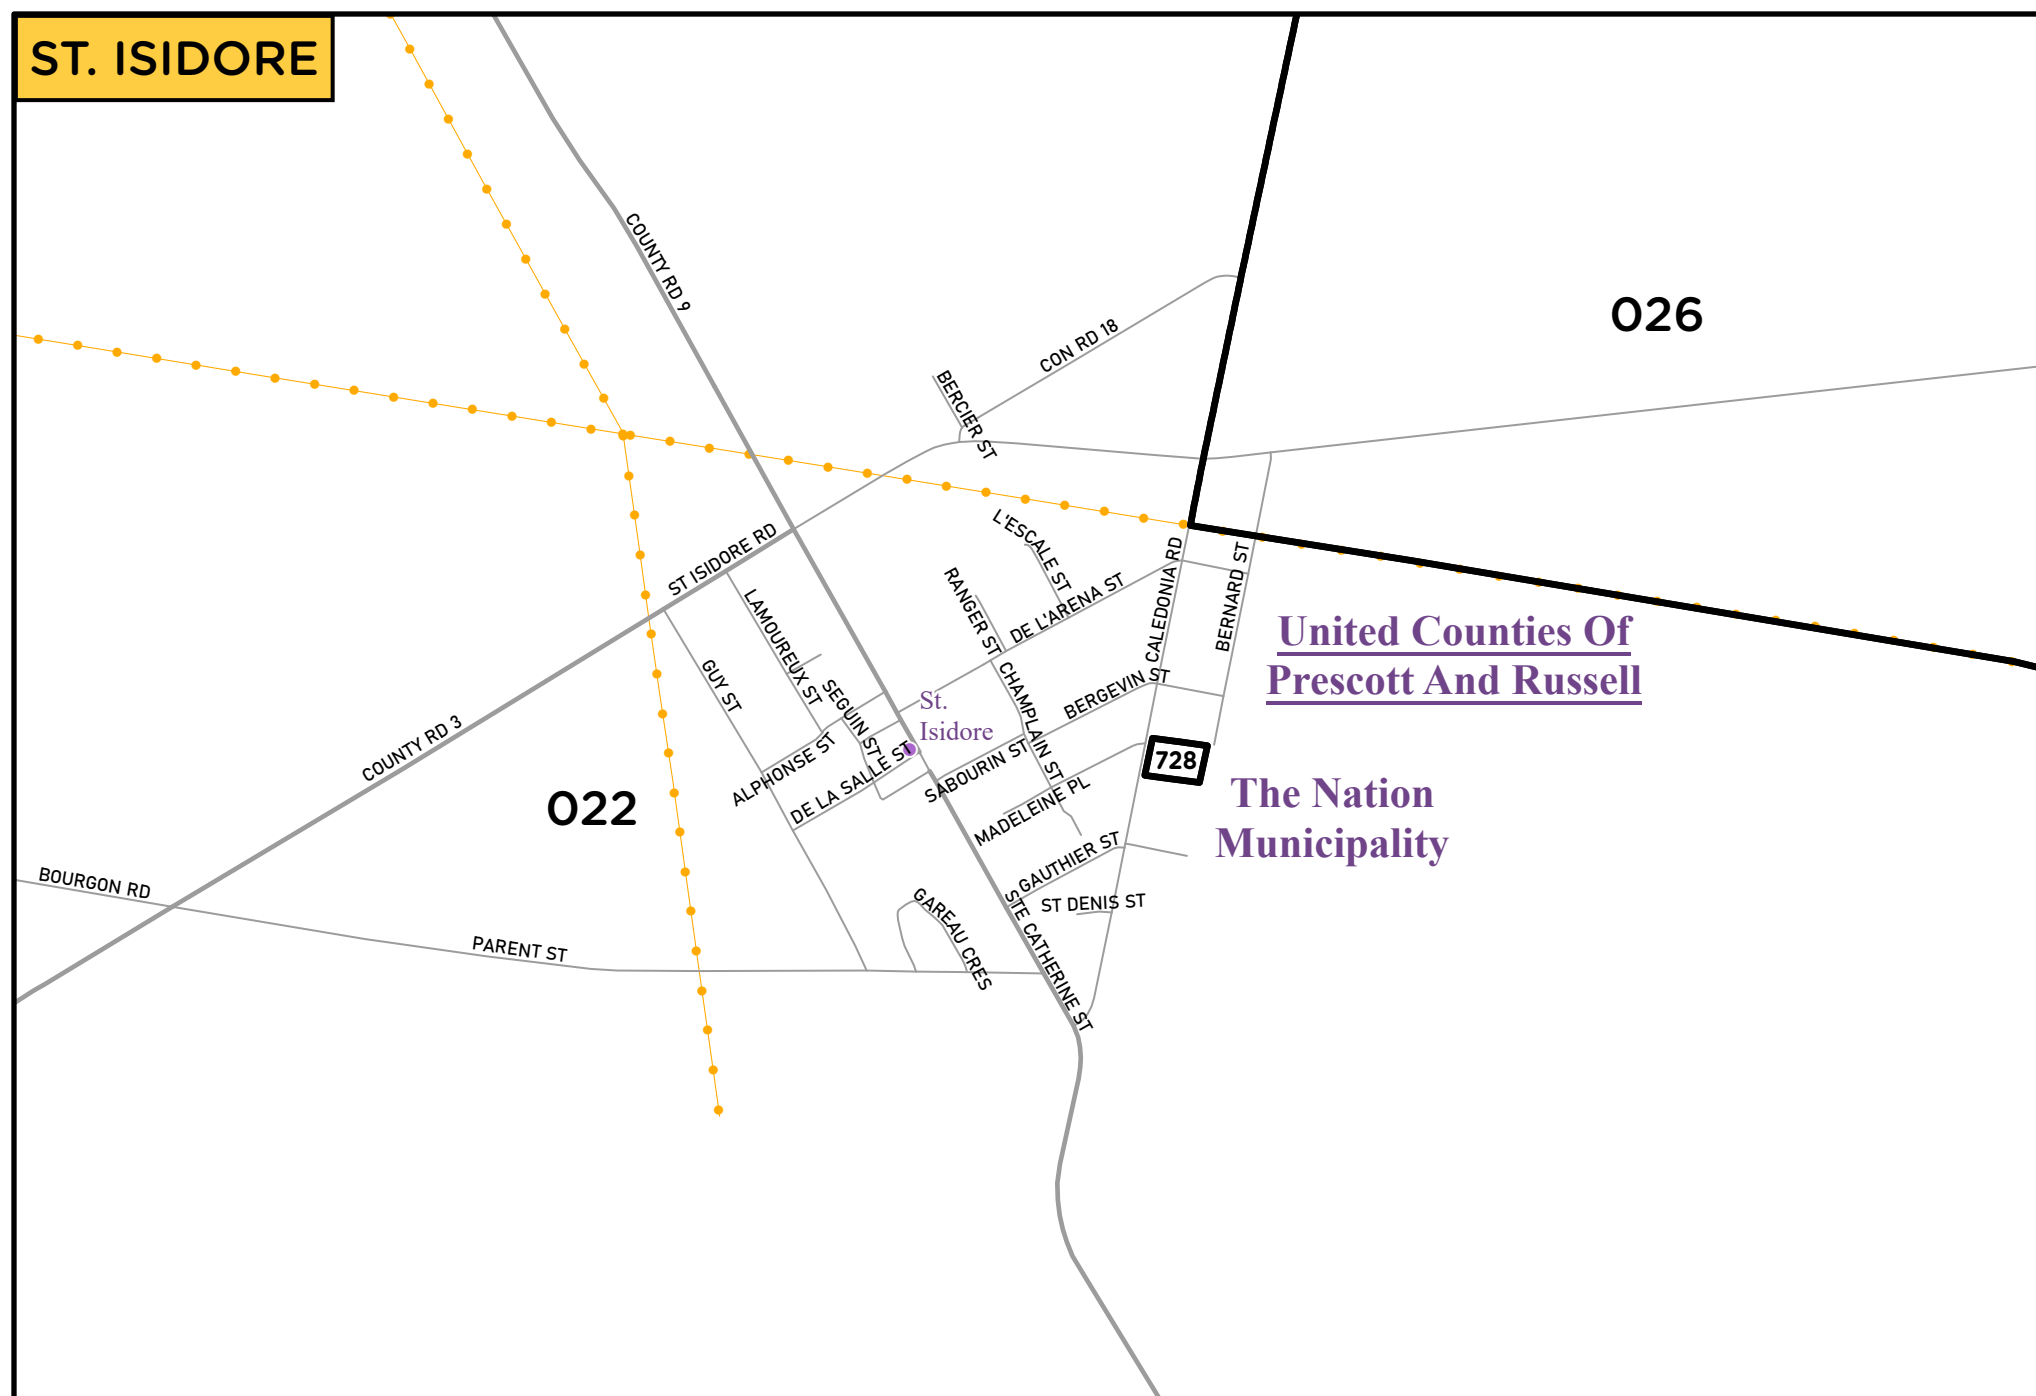 ST. ISIDORE
COUNTY RD 9
026
CON RD 18
BERCIER ST
L'ESCALE ST
ST ISIDORE RD
RANGER ST
DE L'ARENA ST
CALEDONIA RD
BERNARD ST
LAMOUREUX ST
GUY ST
SEGUIN ST
CHAMPLAIN ST
BERGEVIN ST
United Counties Of
Prescott And Russell
St.
Isidore
COUNTY RD 3
ALPHONSE ST
DE LA SALLE ST
SABOURIN ST
728
022
MADELEINE PL
The Nation
Municipality
GAUTHIER ST
BOURGON RD
ST DENIS ST
GAREAU CRES
STE CATHERINE ST
PARENT ST